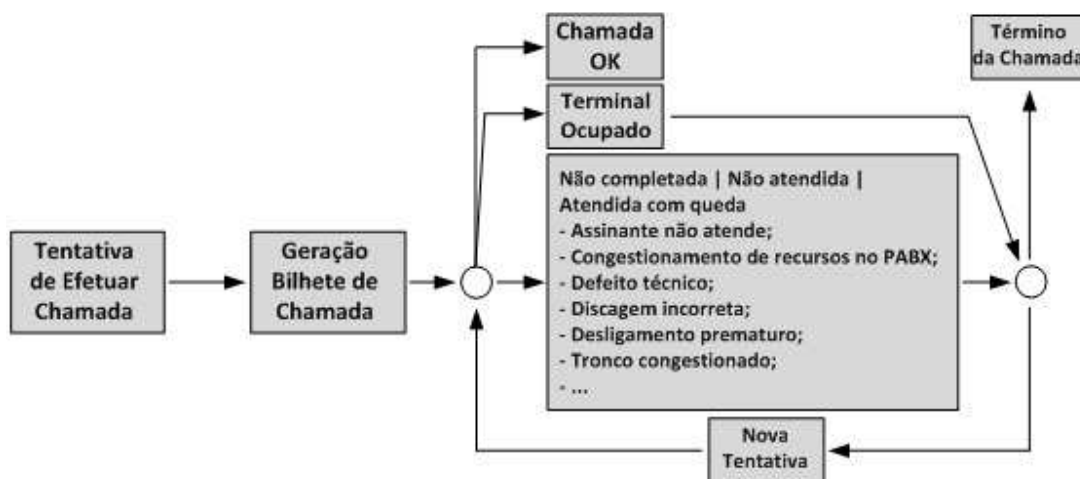 Tentativa
de Efetuar
Chamada
Geração
Bilhete de
Chamada
Chamada
OK
Terminal
Ocupado
Não completada | Não atendida |
Atendida com queda
- Assinante não atende;
- Congestionamento de recursos no PABX;
- Defeito técnico;
- Discagem incorreta;
- Desligamento prematuro;
- Tronco congestionado;
- ...
Término
da Chamada
Nova
Tentativa